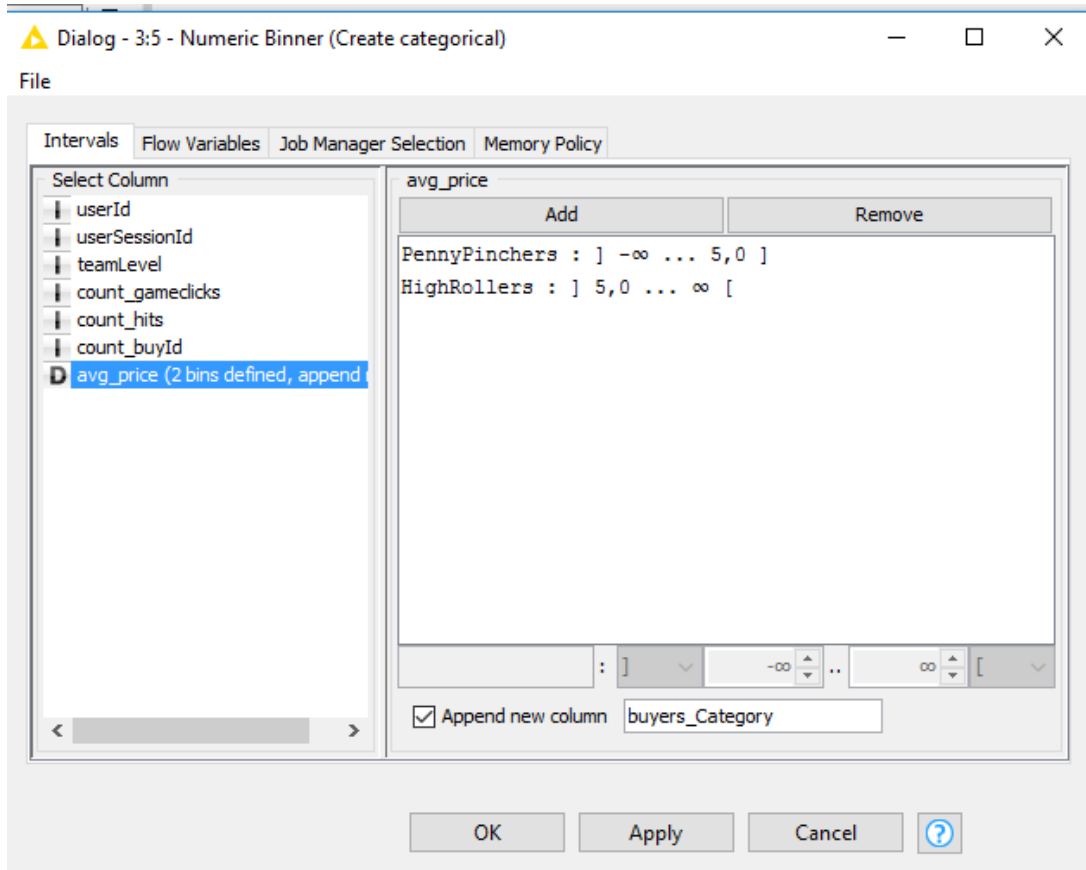 Dialog - 3:5 - Numeric Binner (Create categorical)
File
Intervals Flow Variables Job Manager Selection Memory Policy
Select Column
avg_price
I userId
Add Remove
I userSessionId
I teamLevel
PennyPinchers : ] -∞ ... 5,0 ]
I count_gameclicks
HighRollers : ] 5,0 ... ∞ [
I count_hits
I count_buyId
D avg_price (2 bins defined, append
: ] -∞ .. ∞ [
Append new column buyers_Category
OK Apply Cancel ?